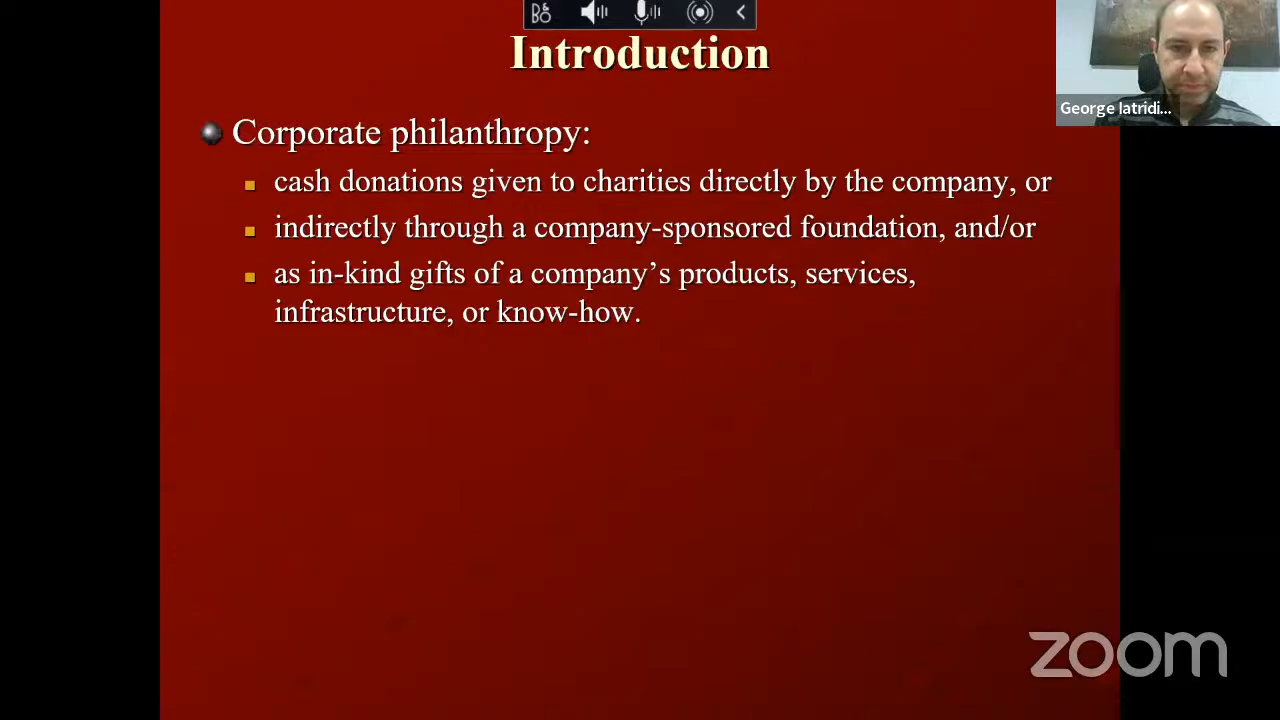 Introduction
George Iatridi...
Corporate philanthropy:
cash donations given to charities directly by the company, or
indirectly through a company-sponsored foundation, and/or
as in-kind gifts of a company’s products, services,
infrastructure, or know-how.
zoom